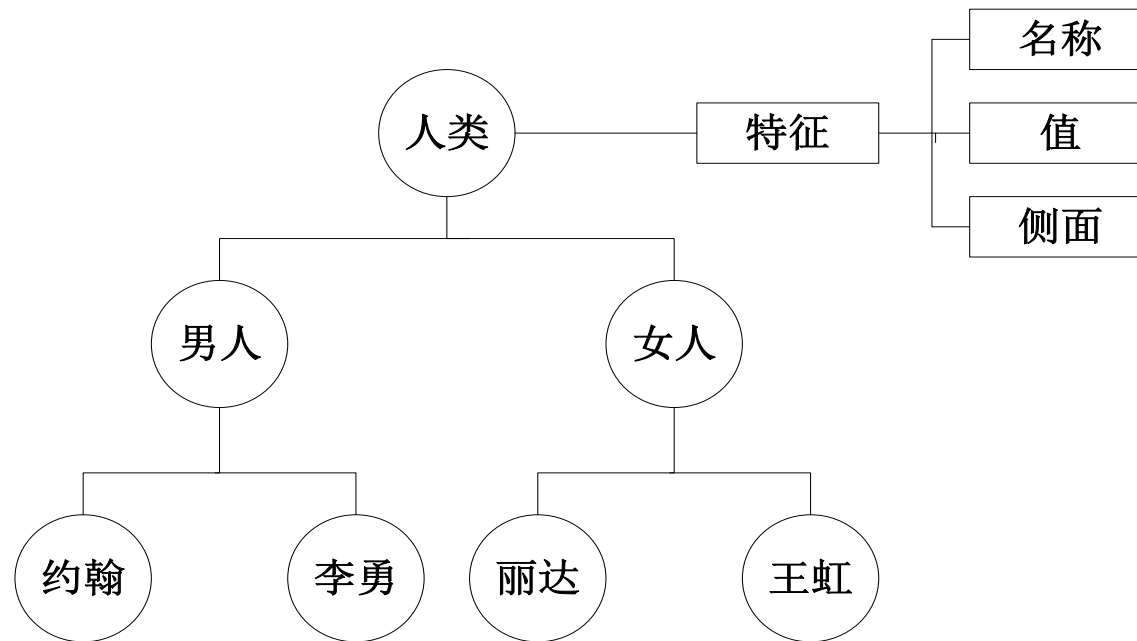 名称
人类
特征
值
侧面
男人
女人
约翰
李勇
丽达
王虹